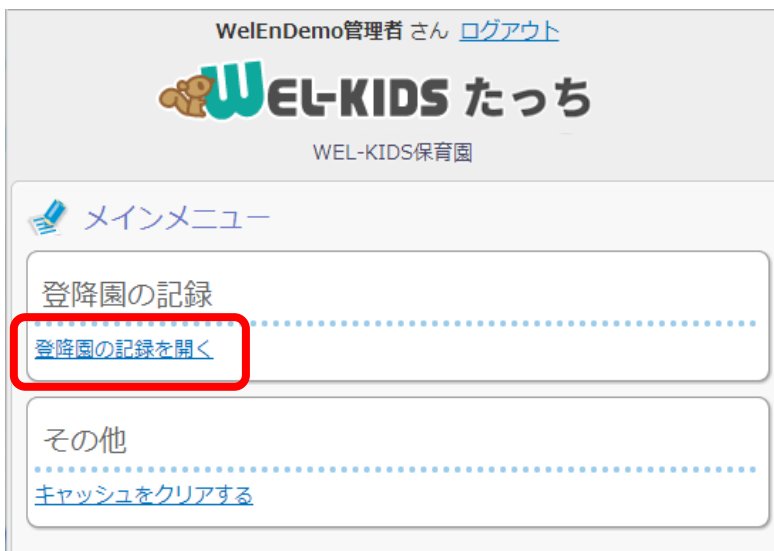 WelEnDemo管理者 さん ログアウト
WEL-KIDS たっち
WEL-KIDS保育園
メインメニュー
登降園の記録
登降園の記録を開く
その他
キャッシュをクリアする